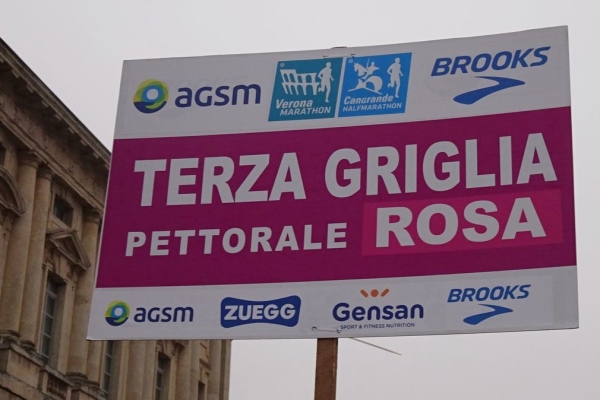 agsm
Verona
MARATHON
Cangrande
HALFMARATHON
BROOKS
TERZA GRIGLIA
PETTORALE ROSA
agsm
ZUEGG
Gensan
SPORT & FITNESS NUTRITION
BROOKS